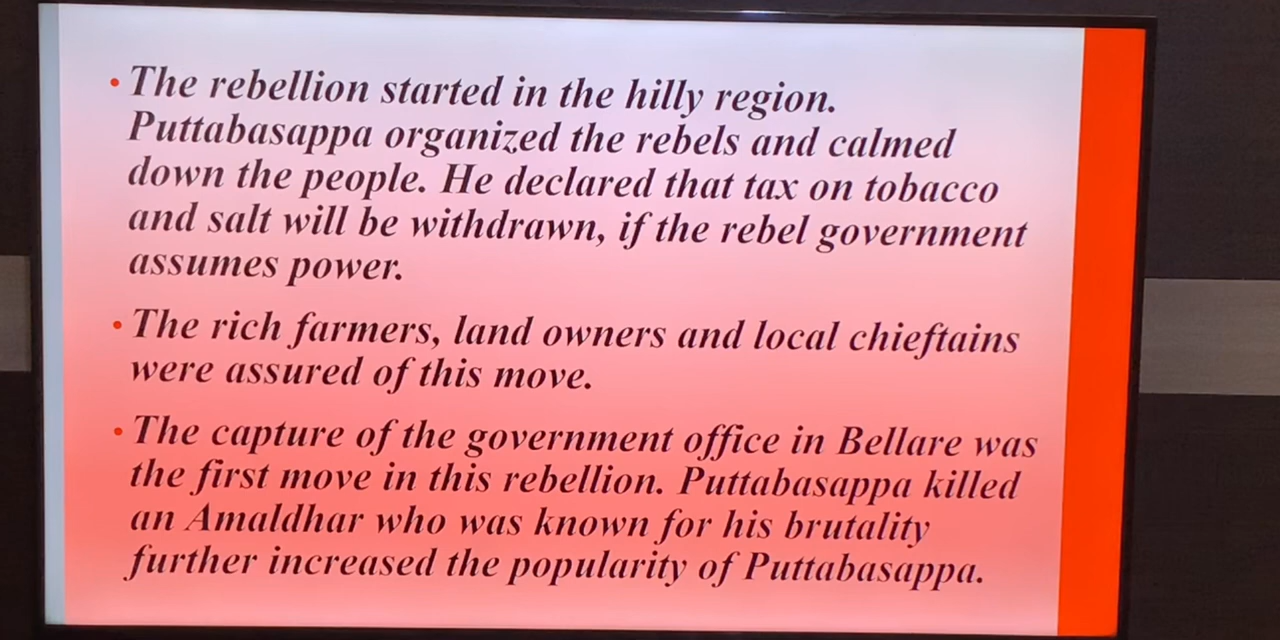 • The rebellion started in the hilly region.
Puttabasappa organized the rebels and calmed
down the people. He declared that tax on tobacco
and salt will be withdrawn, if the rebel government
assumes power.
• The rich farmers, land owners and local chieftains
were assured of this move.
• The capture of the government office in Bellare was
the first move in this rebellion. Puttabasappa killed
an Amaldhar who was known for his brutality
further increased the popularity of Puttabasappa.